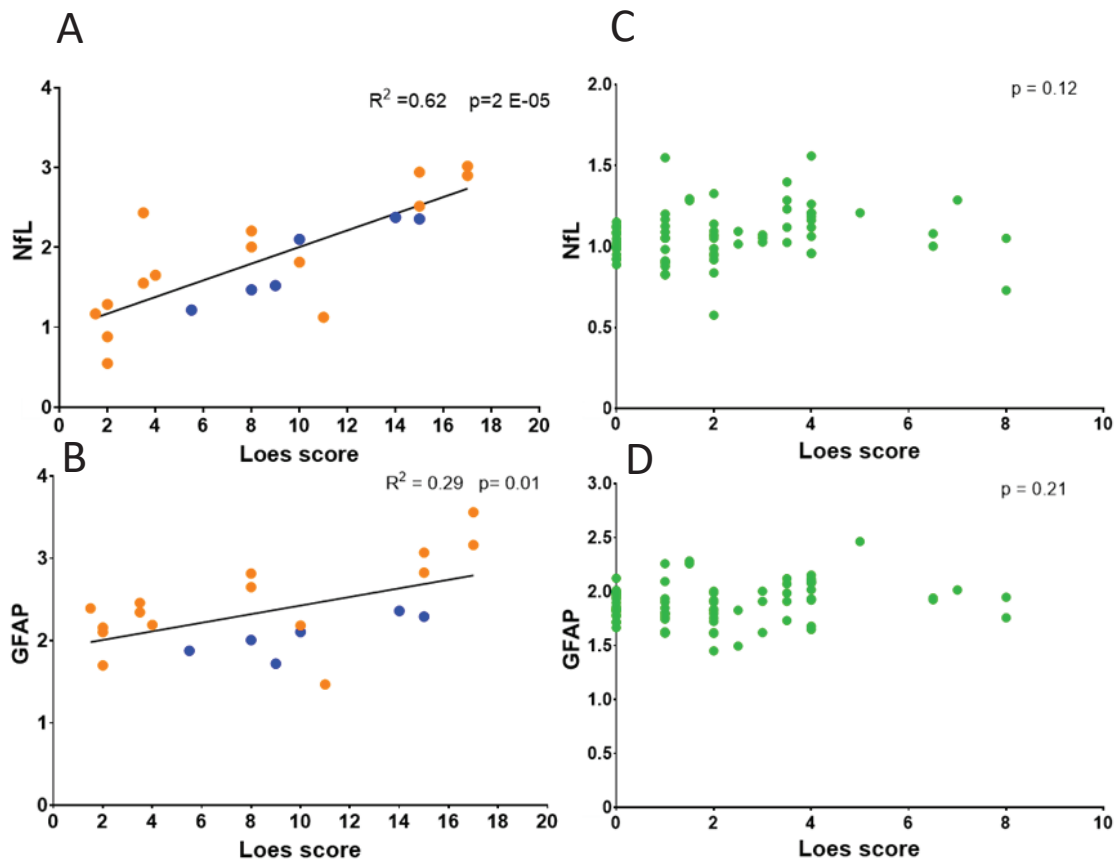 A
R² =0.62 p=2 E-05
4
3
2
1
0
NfL
0 2 4 6 8 10 12 14 16 18 20
Loes score
B
R² = 0.29 p= 0.01
4
3
2
1
0
GFAP
0 2 4 6 8 10 12 14 16 18 20
Loes score
C
p = 0.12
2.0
1.5
1.0
0.5
0.0
NfL
0 2 4 6 8 10
Loes score
D
p = 0.21
3.0
2.5
2.0
1.5
1.0
0.5
0.0
GFAP
0 2 4 6 8 10
Loes score